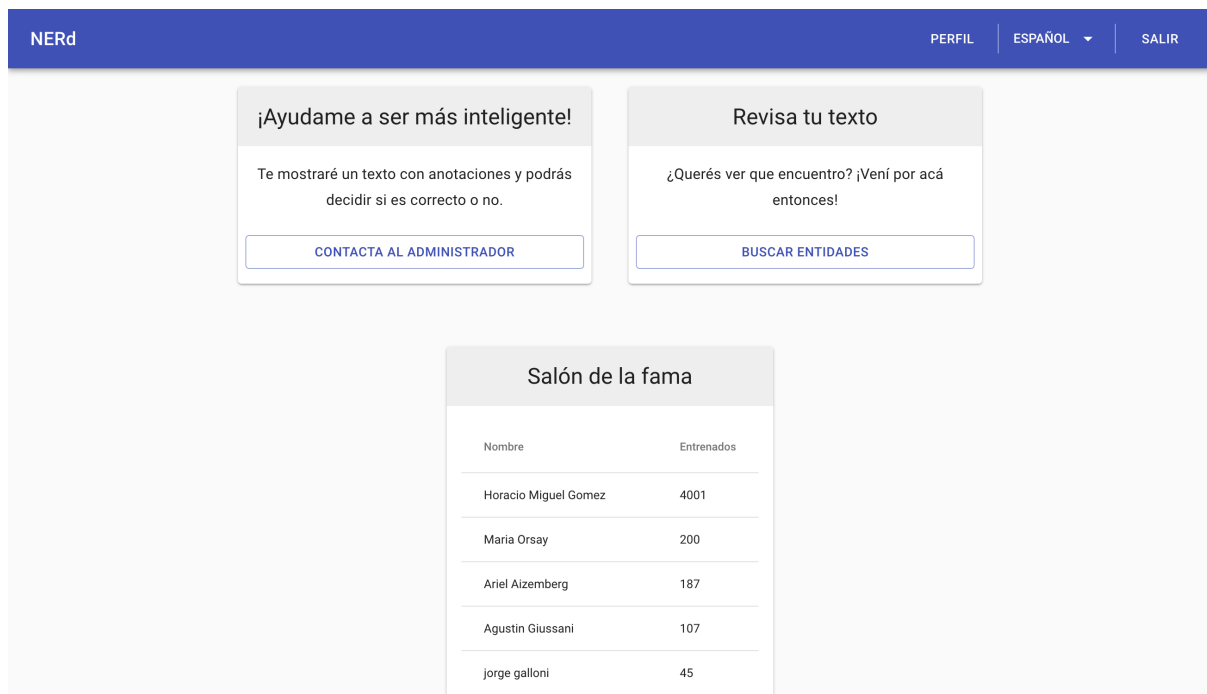 NERd
PERFIL
ESPAÑOL
SALIR
¡Ayudame a ser más inteligente!
Te mostraré un texto con anotaciones y podrás
decidir si es correcto o no.
CONTACTA AL ADMINISTRADOR
Revisa tu texto
¿Querés ver que encuentro? ¡Vení por acá
entonces!
BUSCAR ENTIDADES
Salón de la fama
Nombre Entrenados
Horacio Miguel Gomez 4001
Maria Orsay 200
Ariel Aizemberg 187
Agustin Giussani 107
jorge galloni 45